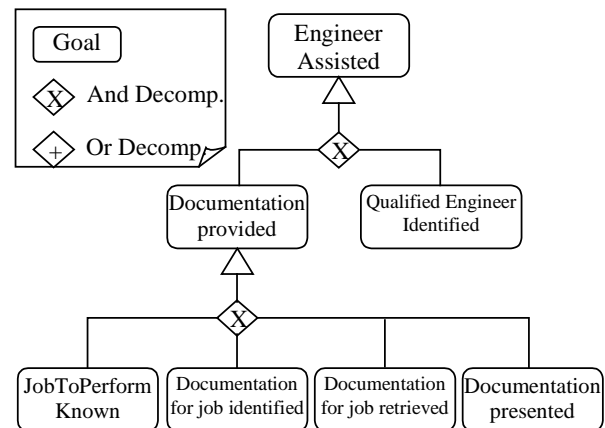 Goal
X And Decomp.
+ Or Decomp.
Engineer
Assisted
X
Documentation
provided
Qualified Engineer
Identified
X
JobToPerform
Known
Documentation
for job identified
Documentation
for job retrieved
Documentation
presented